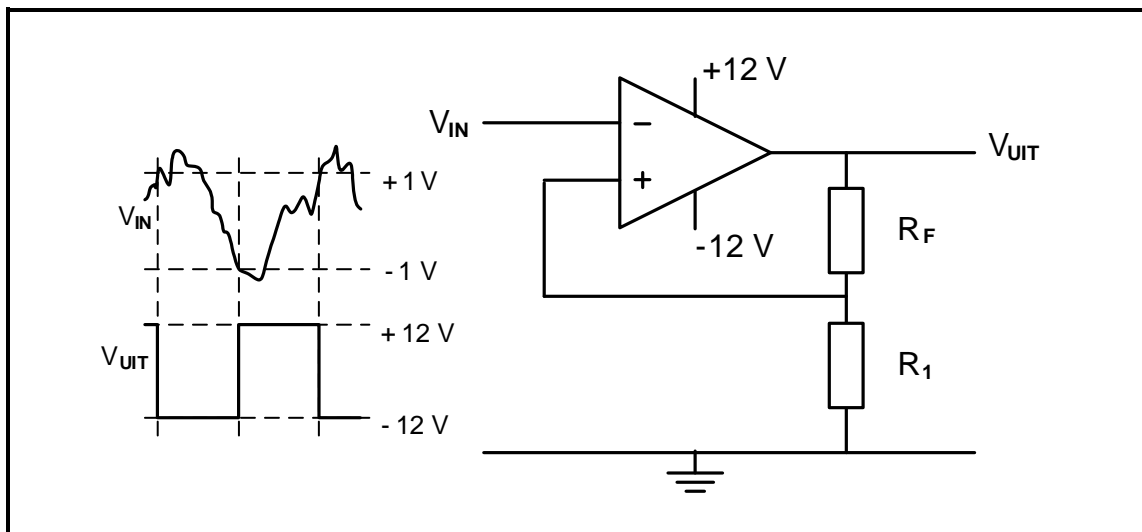 V_IN
+ 1 V
- 1 V
V_UIT
+ 12 V
- 12 V
+12 V
V_IN
−
+
-12 V
V_UIT
R_F
R_1